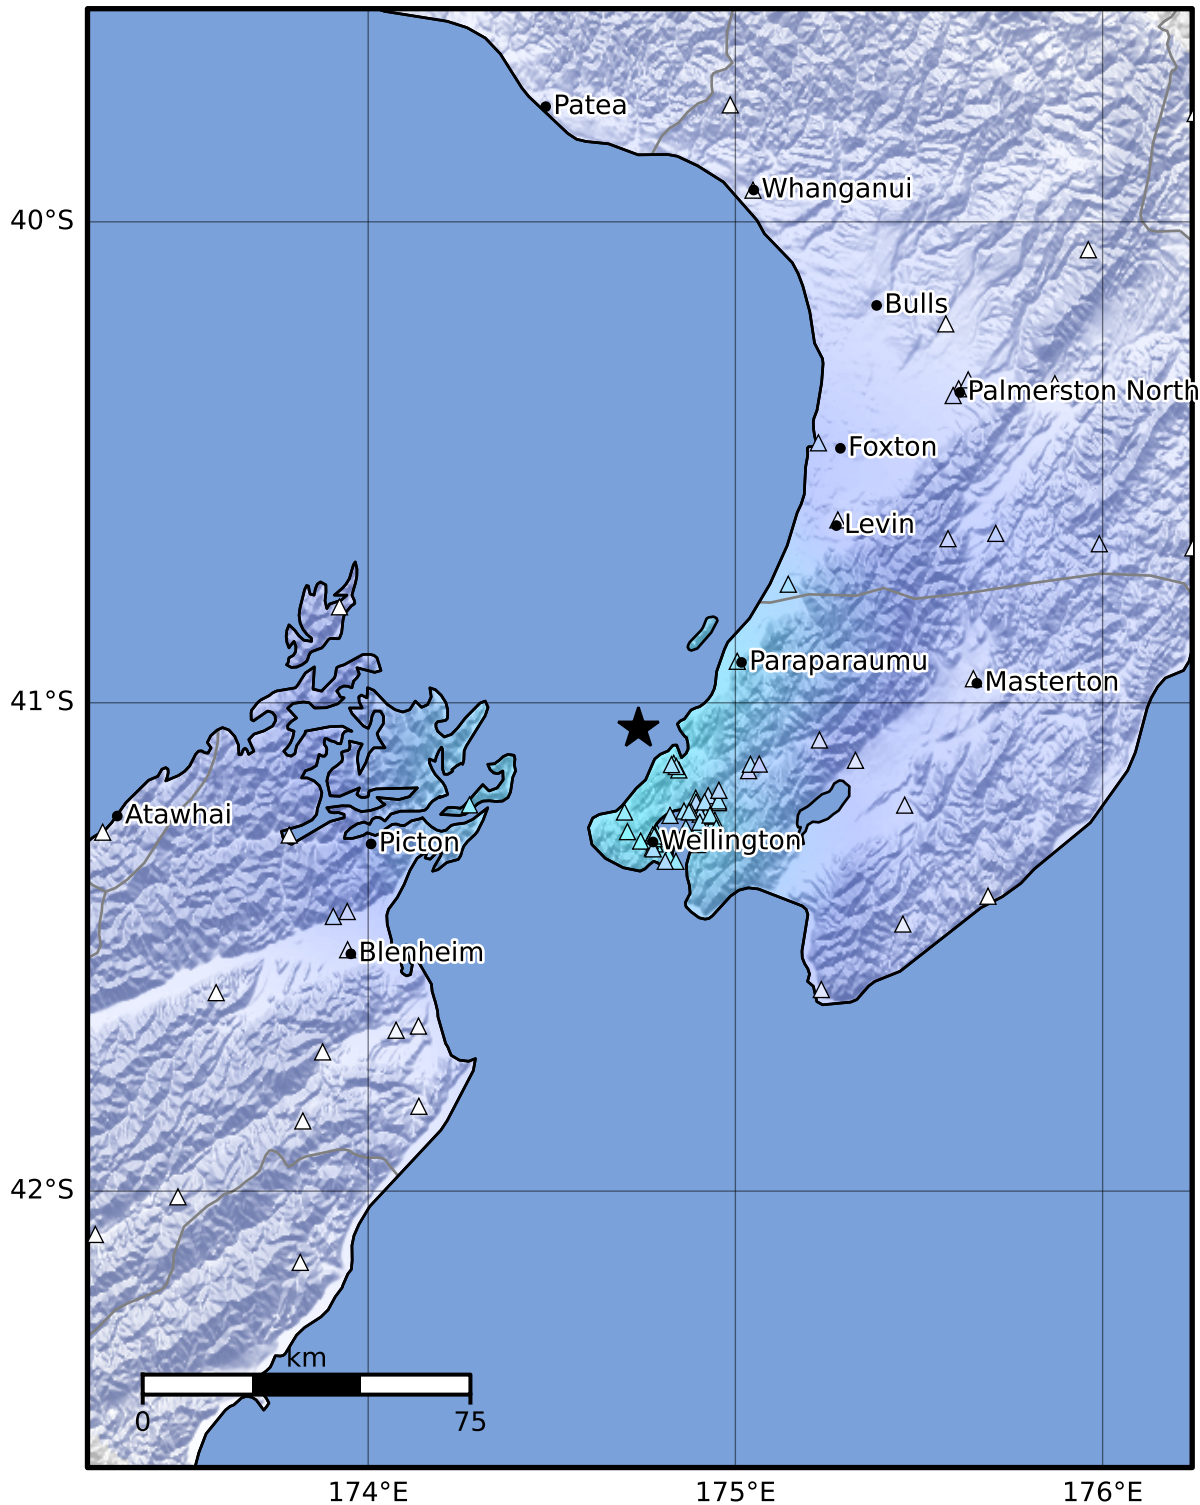 Patea
Whanganui
40°S
Bulls
Palmerston North
Foxton
Levin
Paraparaumu
Masterton
41°S
Atawhai
Picton
Wellington
Blenheim
42°S
km
0
75
174°E
175°E
176°E